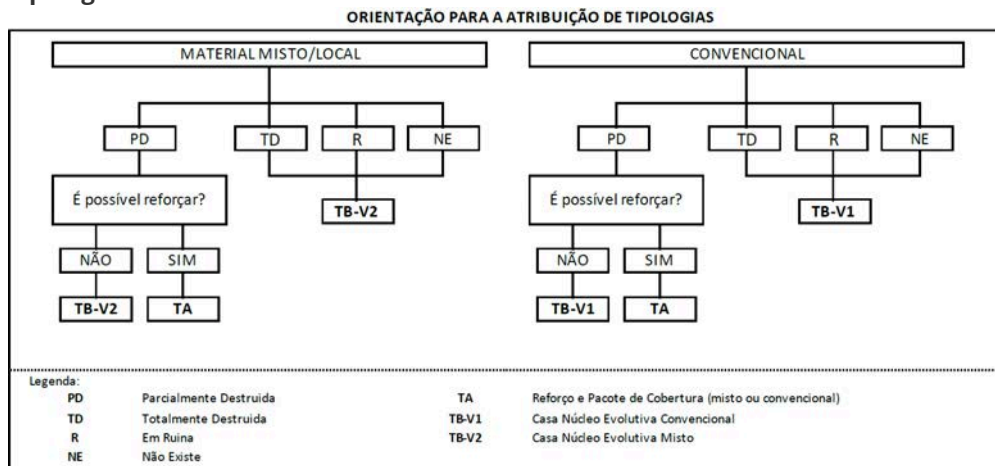 ORIENTAÇÃO PARA A ATRIBUIÇÃO DE TIPOLOGIAS
MATERIAL MISTO/LOCAL
PD TD R NE
É possível reforçar?
TB-V2
NÃO SIM
TB-V2 TA
CONVENCIONAL
PD TD R NE
É possível reforçar?
TB-V1
NÃO SIM
TB-V1 TA
Legenda:
PD Parcialmente Destruida
TD Totalmente Destruida
R Em Ruina
NE Não Existe
TA Reforço e Pacote de Cobertura (misto ou convencional)
TB-V1 Casa Núcleo Evolutiva Convencional
TB-V2 Casa Núcleo Evolutiva Misto